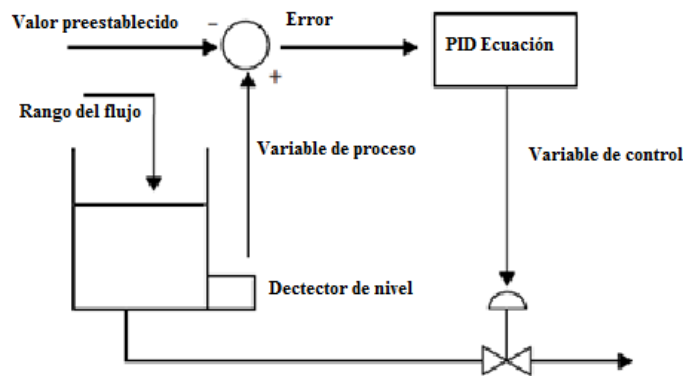 Valor preestablecido
−
Error
PID Ecuación
+
Rango del flujo
Variable de proceso
Variable de control
Dectector de nivel